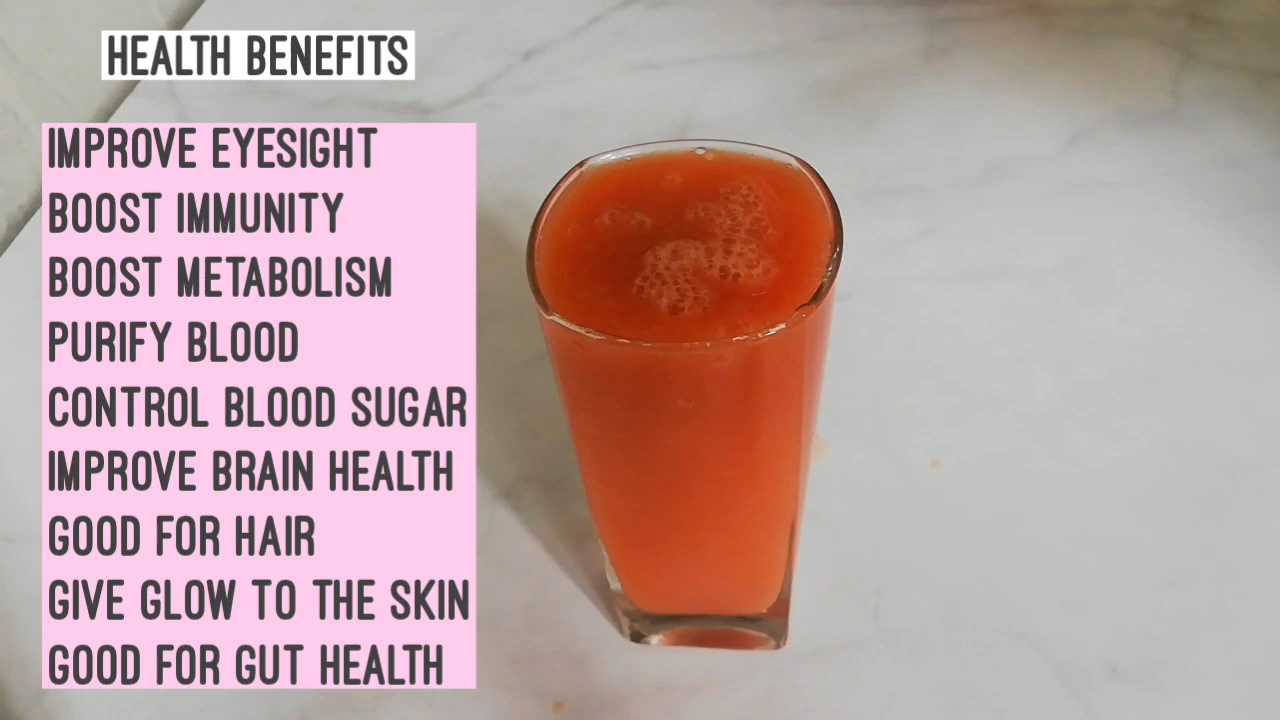 HEALTH BENEFITS
IMPROVE EYESIGHT
BOOST IMMUNITY
BOOST METABOLISM
PURIFY BLOOD
CONTROL BLOOD SUGAR
IMPROVE BRAIN HEALTH
GOOD FOR HAIR
GIVE GLOW TO THE SKIN
GOOD FOR GUT HEALTH